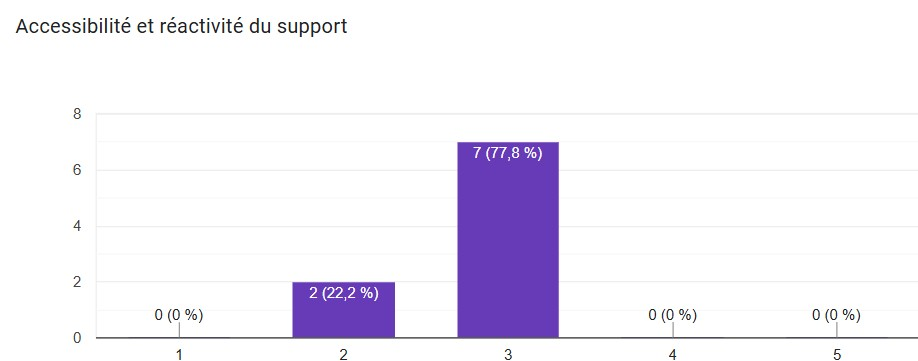 Accessibilité et réactivité du support
8
6
4
2
0
0 (0 %)
2 (22,2 %)
7 (77,8 %)
0 (0 %)
0 (0 %)
1 2 3 4 5